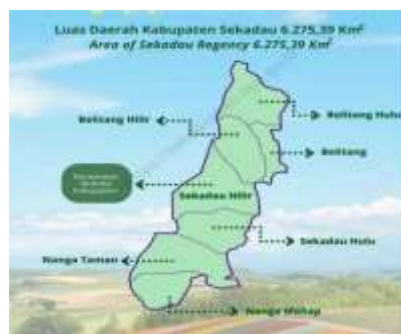 Luas Daerah Kabupaten Sekadau 6.275,39 Km²
Area of Sekadau Regency 6.275,39 Km²
Belitang Hilir
Belitang Hulu
Belitang
Sekadau Hilir
Sekadau Hulu
Nanga Taman
Nanga Mahap